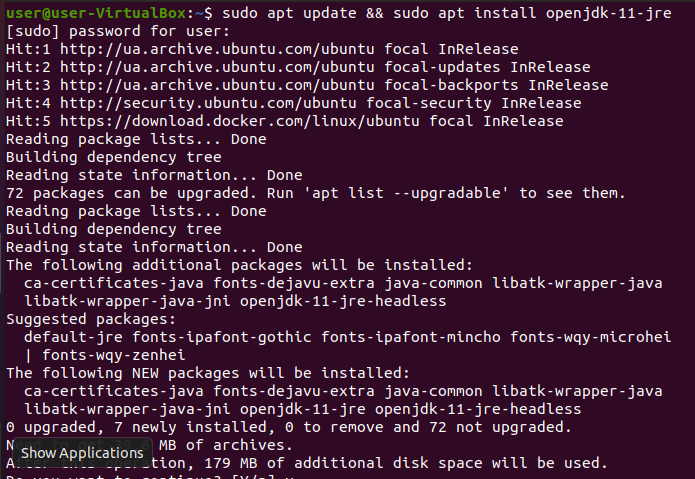 user@user-VirtualBox:~$ sudo apt update && sudo apt install openjdk-11-jre
[sudo] password for user:
Hit:1 http://ua.archive.ubuntu.com/ubuntu focal InRelease
Hit:2 http://ua.archive.ubuntu.com/ubuntu focal-updates InRelease
Hit:3 http://ua.archive.ubuntu.com/ubuntu focal-backports InRelease
Hit:4 http://security.ubuntu.com/ubuntu focal-security InRelease
Hit:5 https://download.docker.com/linux/ubuntu focal InRelease
Reading package lists... Done
Building dependency tree
Reading state information... Done
72 packages can be upgraded. Run 'apt list --upgradable' to see them.
Reading package lists... Done
Building dependency tree
Reading state information... Done
The following additional packages will be installed:
  ca-certificates-java fonts-dejavu-extra java-common libatk-wrapper-java
  libatk-wrapper-java-jni openjdk-11-jre-headless
Suggested packages:
  default-jre fonts-ipafont-gothic fonts-ipafont-mincho fonts-wqy-microhei
  | fonts-wqy-zenhei
The following NEW packages will be installed:
  ca-certificates-java fonts-dejavu-extra java-common libatk-wrapper-java
  libatk-wrapper-java-jni openjdk-11-jre openjdk-11-jre-headless
0 upgraded, 7 newly installed, 0 to remove and 72 not upgraded.
MB of archives.
Show Applications
operation, 179 MB of additional disk space will be used.